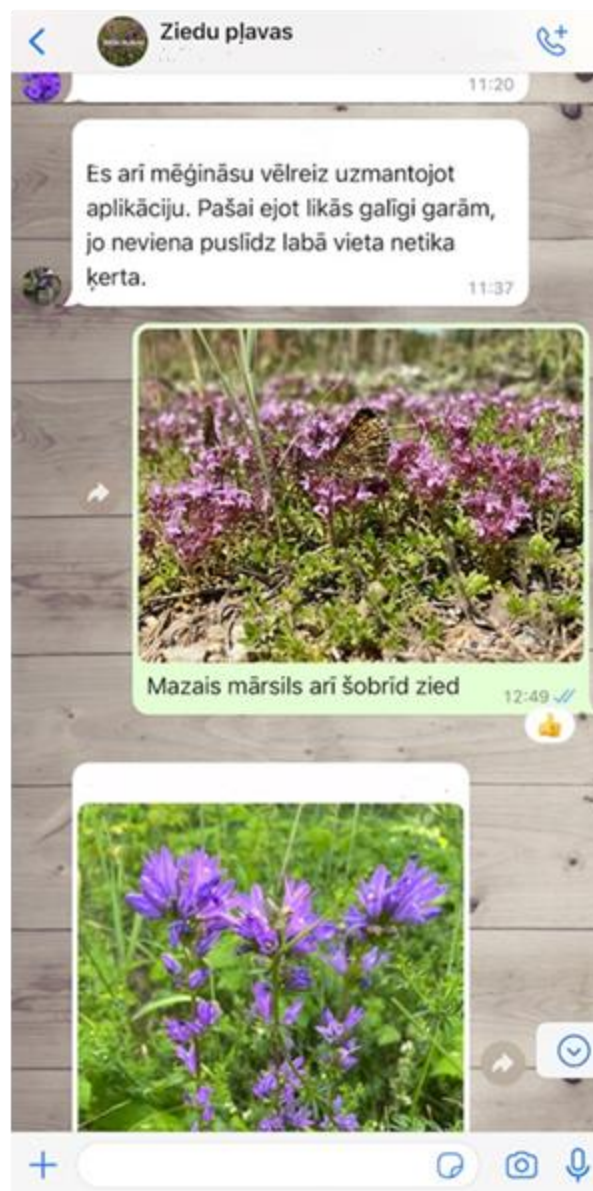 Ziedu pļavas
11:20
Es arī mēģināsu vēlreiz uzmantojot
aplikāciju. Pašai ejot likās galīgi garām,
jo neviena puslīdz labā vieta netika
ķerta.
11:37
Mazais mārsils arī šobrīd zied
12:49